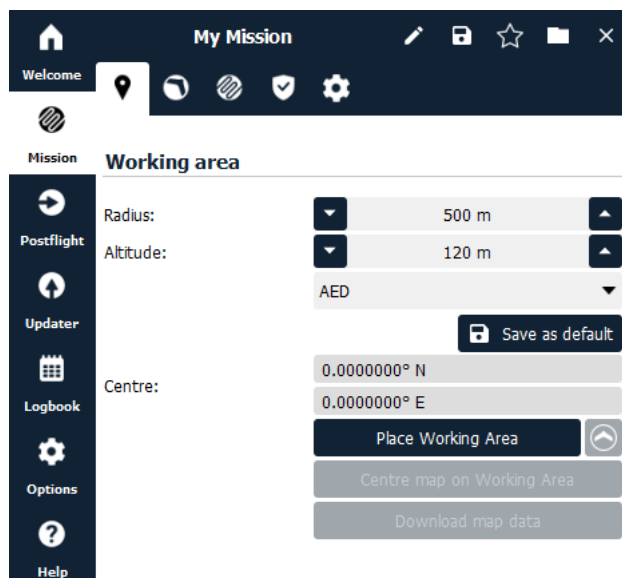 My Mission
Welcome
Mission
Working area
Postflight
Radius:
500 m
Altitude:
120 m
AED
Updater
Save as default
Centre:
0.0000000° N
0.0000000° E
Logbook
Place Working Area
Centre map on Working Area
Options
Download map data
Help